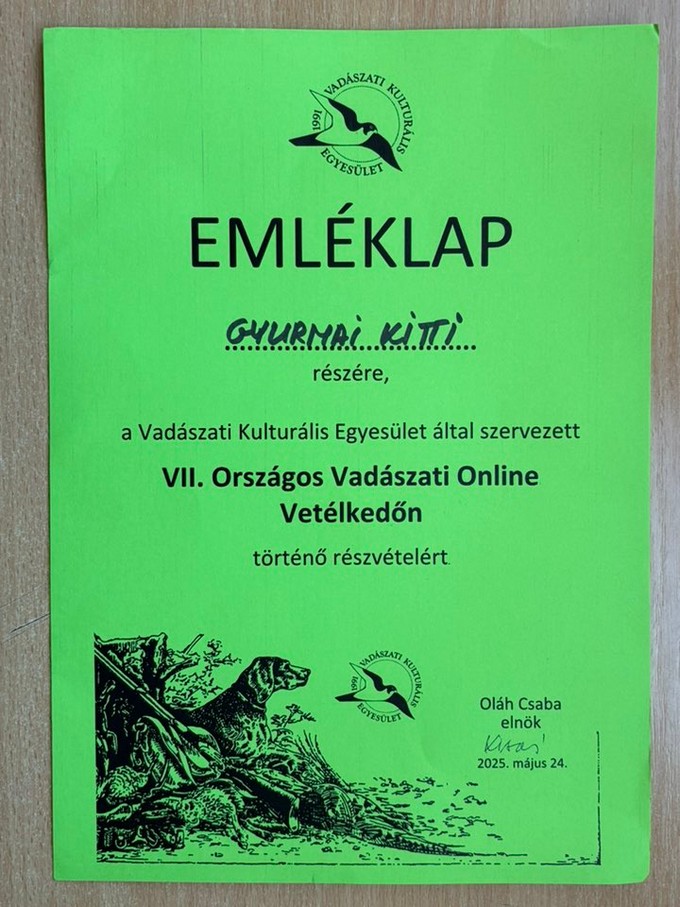 1991 VADÁSZATI KULTURÁLIS EGYESÜLET
EMLÉKLAP
GYURMAI KITTI
részére,
a Vadászati Kulturális Egyesület által szervezett
VII. Országos Vadászati Online
Vetélkedőn
történő részvételért
1991 VADÁSZATI KULTURÁLIS EGYESÜLET
Oláh Csaba
elnök
2025. május 24.